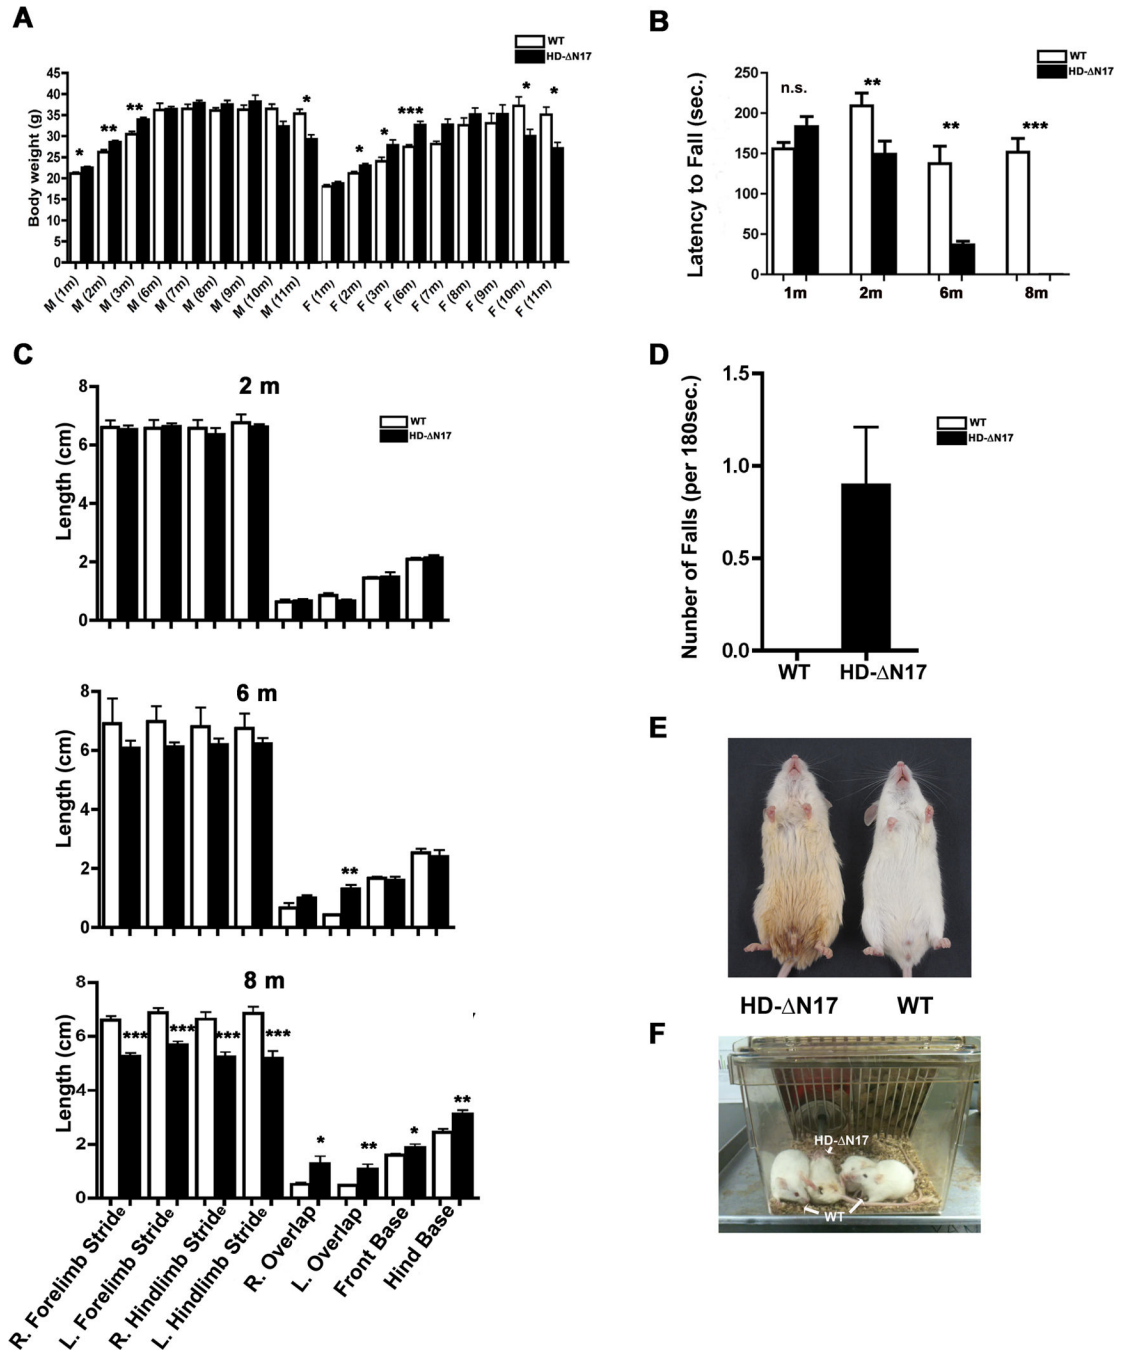 A
WT
HD-ΔN17
Body weight (g)
45
40
35
30
25
20
15
10
5
0
*
**
**
*
*
*
***
*
*
M (1m)
M (2m)
M (3m)
M (6m)
M (7m)
M (8m)
M (9m)
M (10m)
M (11m)
F (1m)
F (2m)
F (3m)
F (6m)
F (7m)
F (8m)
F (9m)
F (10m)
F (11m)
B
WT
HD-ΔN17
Latency to Fall (sec.)
250
200
150
100
50
0
n.s.
**
**
***
1m
2m
6m
8m
C
2 m
WT
HD-ΔN17
Length (cm)
8
6
4
2
0
6 m
Length (cm)
8
6
4
2
0
**
8 m
Length (cm)
8
6
4
2
0
***
***
***
***
*
**
*
**
R. Forelimb Stride
L. Forelimb Stride
R. Hindlimb Stride
L. Hindlimb Stride
R. Overlap
L. Overlap
Front Base
Hind Base
D
WT
HD-ΔN17
Nunber of Falls (per 180sec.)
1.5
1.0
0.5
0.0
WT
HD-ΔN17
E
HD-ΔN17
WT
F
HD-ΔN17
WT